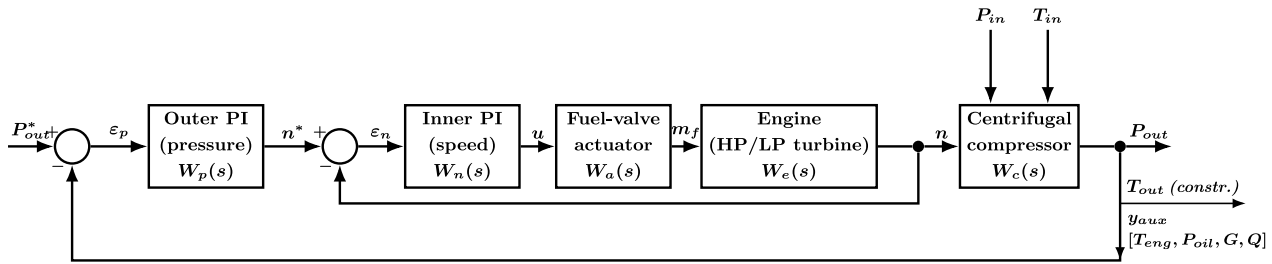 P_in T_in
P*_out + − ε_p
Outer PI
(pressure)
W_p(s)
n* + − ε_n
Inner PI
(speed)
W_n(s)
u
Fuel-valve
actuator
W_a(s)
m_f
Engine
(HP/LP turbine)
W_e(s)
n
Centrifugal
compressor
W_c(s)
P_out
T_out (constr.)
y_aux
[T_eng, P_oil, G, Q]